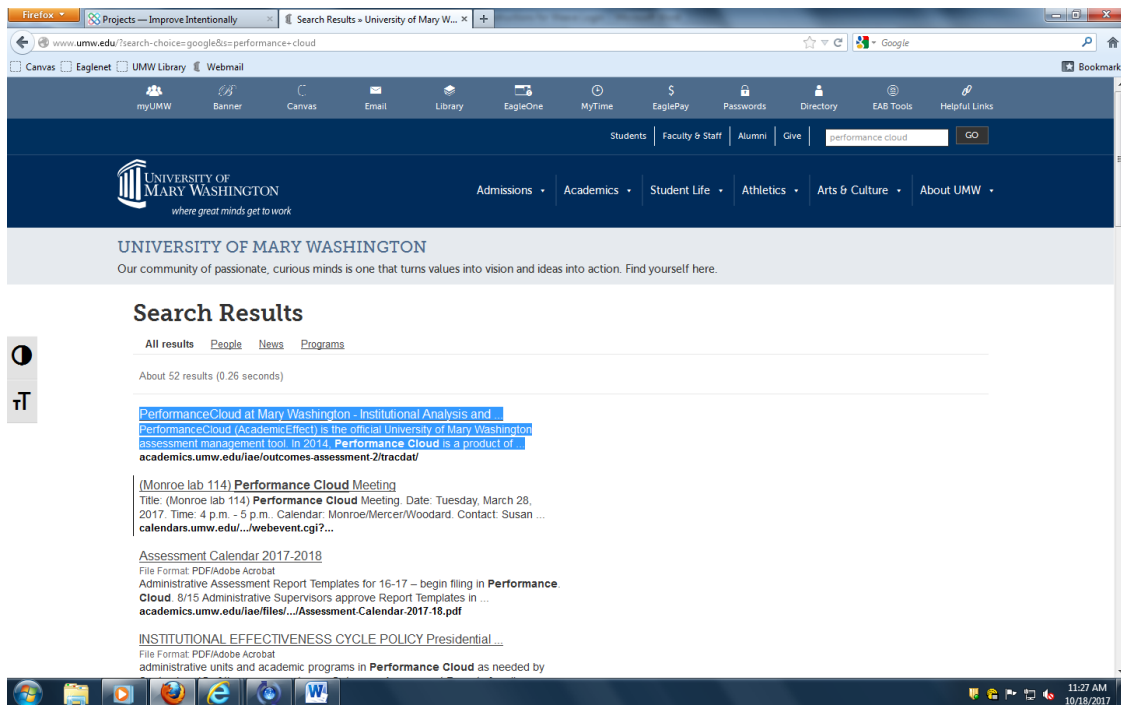 Firefox
Projects — Improve Intentionally
Search Results » University of Mary W...
www.umw.edu/?search-choice=google&s=performance+cloud
Google
Canvas Eaglenet UMW Library Webmail
Bookmark
myUMW Banner Canvas Email Library EagleOne MyTime EaglePay Passwords Directory EAB Tools Helpful Links
Students Faculty & Staff Alumni Give performance cloud GO
UNIVERSITY OF
MARY WASHINGTON
where great minds get to work
Admissions Academics Student Life Athletics Arts & Culture About UMW
UNIVERSITY OF MARY WASHINGTON
Our community of passionate, curious minds is one that turns values into vision and ideas into action. Find yourself here.
Search Results
All results People News Programs
About 52 results (0.26 seconds)
PerformanceCloud at Mary Washington - Institutional Analysis and ...
PerformanceCloud (AcademicEffect) is the official University of Mary Washington
assessment management tool. In 2014, Performance Cloud is a product of ...
academics.umw.edu/iae/outcomes-assessment-2/tracdat/
(Monroe lab 114) Performance Cloud Meeting
Title: (Monroe lab 114) Performance Cloud Meeting. Date: Tuesday, March 28,
2017. Time: 4 p.m. - 5 p.m.. Calendar: Monroe/Mercer/Woodard. Contact: Susan ...
calendars.umw.edu/.../webevent.cgi?...
Assessment Calendar 2017-2018
File Format: PDF/Adobe Acrobat
Administrative Assessment Report Templates for 16-17 – begin filing in Performance.
Cloud. 8/15 Administrative Supervisors approve Report Templates in ...
academics.umw.edu/iae/files/.../Assessment-Calendar-2017-18.pdf
INSTITUTIONAL EFFECTIVENESS CYCLE POLICY Presidential ...
File Format: PDF/Adobe Acrobat
administrative units and academic programs in Performance Cloud as needed by
11:27 AM
10/18/2017